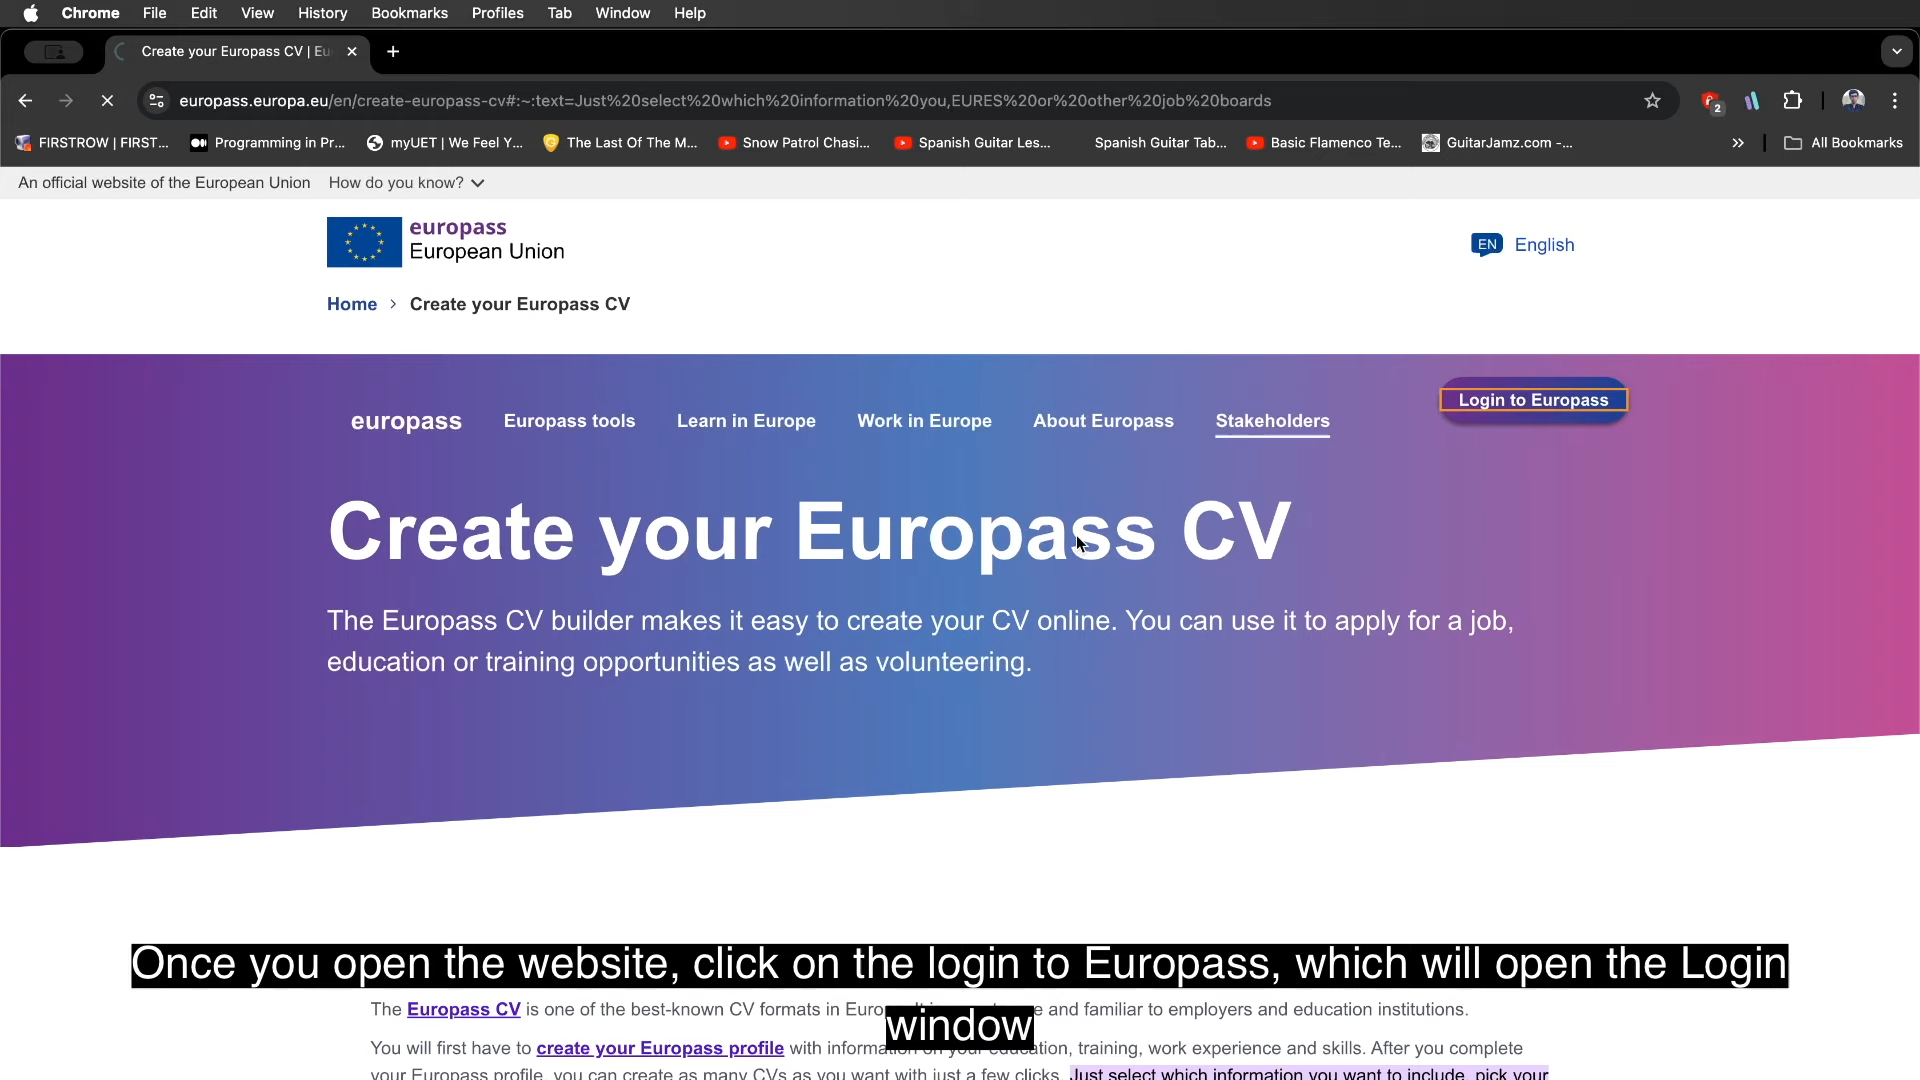 Chrome File Edit View History Bookmarks Profiles Tab Window Help
Create your Europass CV | Eu
europass.europa.eu/en/create-europass-cv#:~:text=Just%20select%20which%20information%20you,EURES%20or%20other%20job%20boards
2
FIRSTROW | FIRST... Programming in Pr... myUET | We Feel Y... The Last Of The M... Snow Patrol Chasi... Spanish Guitar Les... Spanish Guitar Tab... Basic Flamenco Te... GuitarJamz.com -... » All Bookmarks
An official website of the European Union How do you know?
europass
European Union
EN English
Home > Create your Europass CV
Login to Europass
europass Europass tools Learn in Europe Work in Europe About Europass Stakeholders
Create your Europass CV
The Europass CV builder makes it easy to create your CV online. You can use it to apply for a job,
education or training opportunities as well as volunteering.
Once you open the website, click on the login to Europass, which will open the Login
window
The Europass CV is one of the best-known CV formats in Euro and familiar to employers and education institutions.
You will first have to create your Europass profile with information on your education, training, work experience and skills. After you complete
your Europass profile, you can create as many CVs as you want with just a few clicks. Just select which information you want to include, pick your